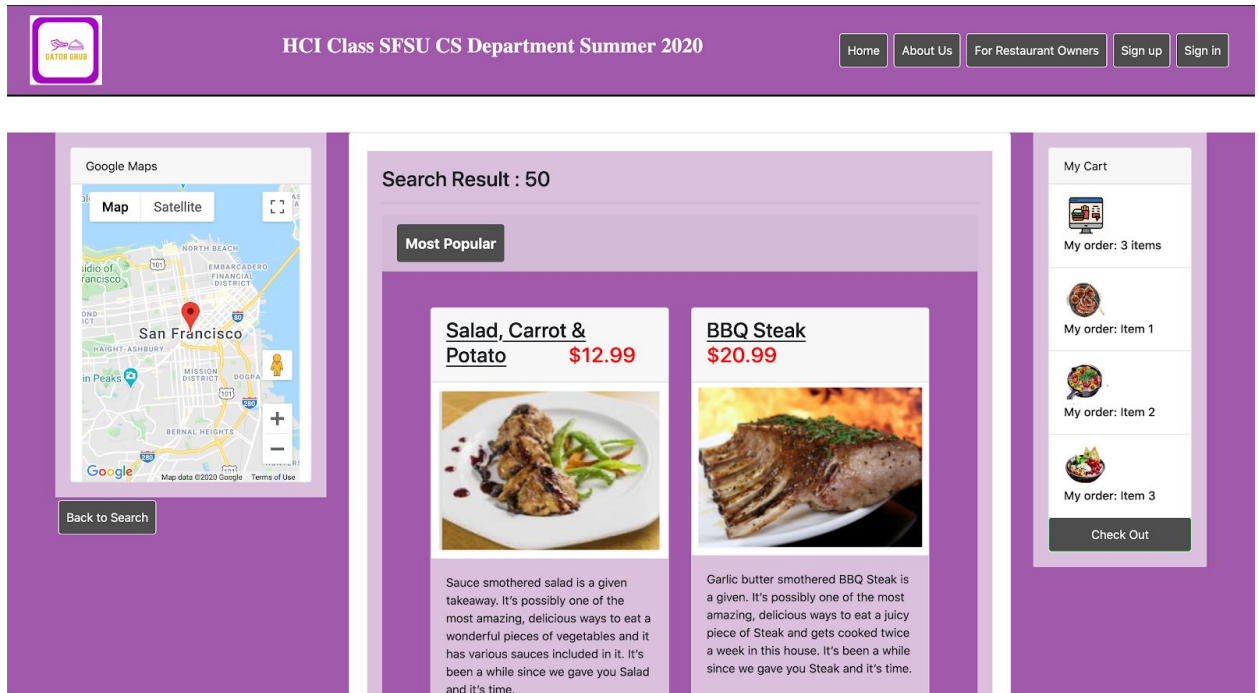 GATOR GRUB
HCI Class SFSU CS Department Summer 2020
Home
About Us
For Restaurant Owners
Sign up
Sign in
Google Maps
Map
Satellite
NORTH BEACH
101
EMBARCADERO
FINANCIAL
DISTRICT
80
San Francisco
HAIGHT-ASHBURY
MISSION
DISTRICT
in Peaks
101
280
BERNAL HEIGHTS
280
Google
Map data ©2020 Google
Terms of Use
Back to Search
Search Result : 50
Most Popular
Salad, Carrot &
Potato $12.99
Sauce smothered salad is a given
takeaway. It's possibly one of the
most amazing, delicious ways to eat a
wonderful pieces of vegetables and it
has various sauces included in it. It's
been a while since we gave you Salad
and it's time.
BBQ Steak
$20.99
Garlic butter smothered BBQ Steak is
a given. It's possibly one of the most
amazing, delicious ways to eat a juicy
piece of Steak and gets cooked twice
a week in this house. It's been a while
since we gave you Steak and it's time.
My Cart
My order: 3 items
My order: Item 1
My order: Item 2
My order: Item 3
Check Out